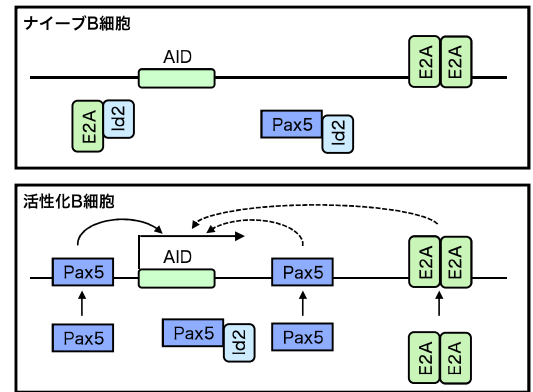 ナイーブB細胞
AID
E2A
E2A
E2A
Id2
Pax5
Id2
活性化B細胞
AID
Pax5
Pax5
E2A
E2A
Pax5
Pax5
Id2
Pax5
E2A
E2A